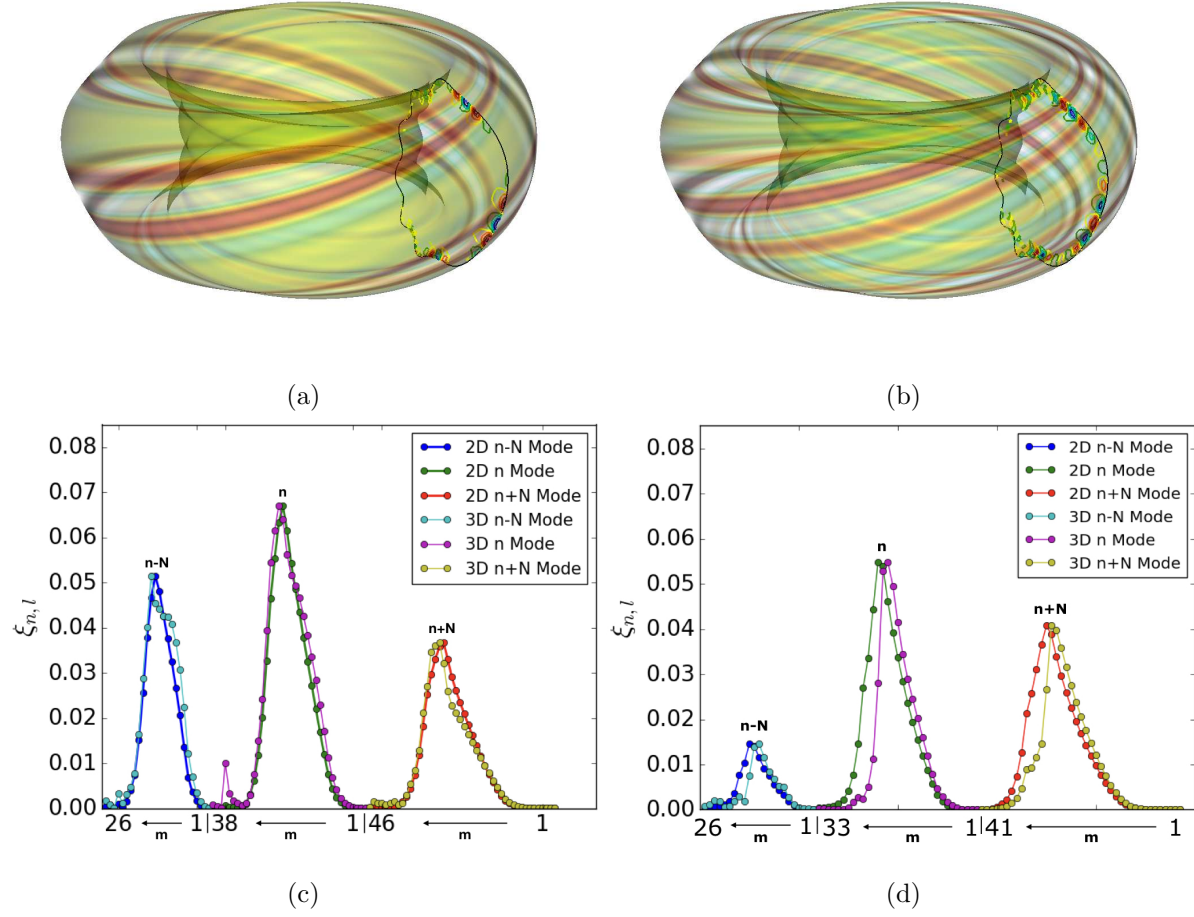 (a)
(b)
0.08
0.07
0.06
0.05
0.04
0.03
0.02
0.01
0.00
ξ̇n,l
2D n-N Mode
2D n Mode
2D n+N Mode
3D n-N Mode
3D n Mode
3D n+N Mode
n-N
n
n+N
26 1|38 1|46 1
m m m
(c)
0.08
0.07
0.06
0.05
0.04
0.03
0.02
0.01
0.00
ξ̇n,l
2D n-N Mode
2D n Mode
2D n+N Mode
3D n-N Mode
3D n Mode
3D n+N Mode
n-N
n
n+N
26 1|33 1|41 1
m m m
(d)